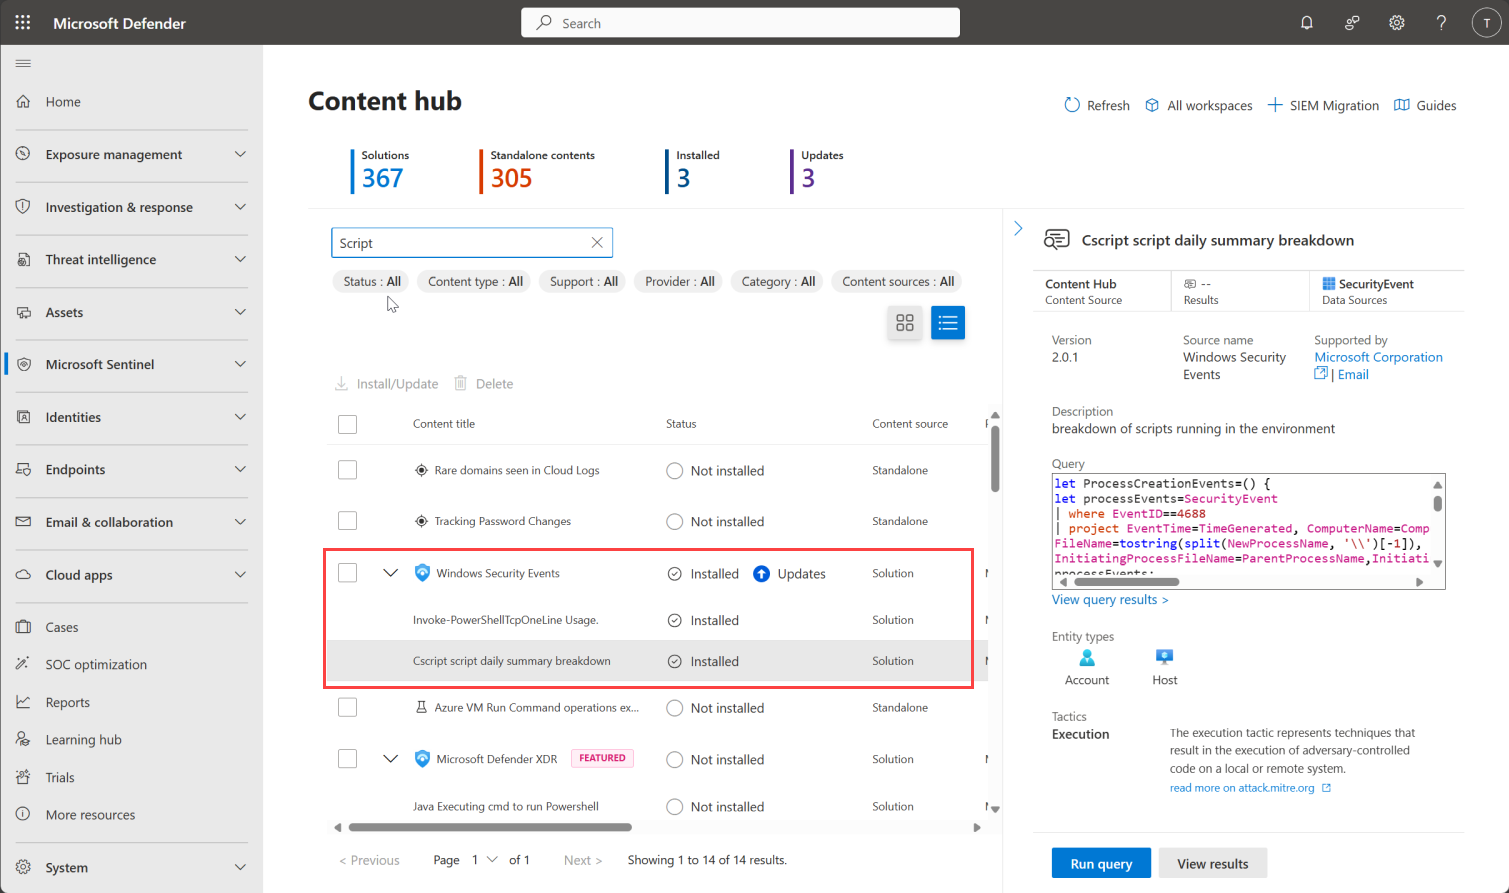 Microsoft Defender
Search
T
Home
Exposure management
Investigation & response
Threat intelligence
Assets
Microsoft Sentinel
Identities
Endpoints
Email & collaboration
Cloud apps
Cases
SOC optimization
Reports
Learning hub
Trials
More resources
System
Content hub
Refresh
All workspaces
SIEM Migration
Guides
Solutions
367
Standalone contents
305
Installed
3
Updates
3
Script
Status : All
Content type : All
Support : All
Provider : All
Category : All
Content sources : All
Install/Update
Delete
Content title Status Content source
Rare domains seen in Cloud Logs Not installed Standalone
Tracking Password Changes Not installed Standalone
Windows Security Events Installed Updates Solution
Invoke-PowerShellTcpOneLine Usage. Installed Solution
Cscript script daily summary breakdown Installed Solution
Azure VM Run Command operations ex... Not installed Standalone
Microsoft Defender XDR FEATURED Not installed Solution
Java Executing cmd to run Powershell Not installed Solution
< Previous Page 1 of 1 Next > Showing 1 to 14 of 14 results.
Cscript script daily summary breakdown
Content Hub
Content Source
--
Results
SecurityEvent
Data Sources
Version
2.0.1
Source name
Windows Security
Events
Supported by
Microsoft Corporation
| Email
Description
breakdown of scripts running in the environment
Query
let ProcessCreationEvents=() {
let processEvents=SecurityEvent
| where EventID==4688
| project EventTime=TimeGenerated, ComputerName=Comp
FileName=tostring(split(NewProcessName, '\\')[-1]),
InitiatingProcessFileName=ParentProcessName,Initiati
processEvents;
View query results >
Entity types
Account
Host
Tactics
Execution
The execution tactic represents techniques that
result in the execution of adversary-controlled
code on a local or remote system.
read more on attack.mitre.org
Run query
View results